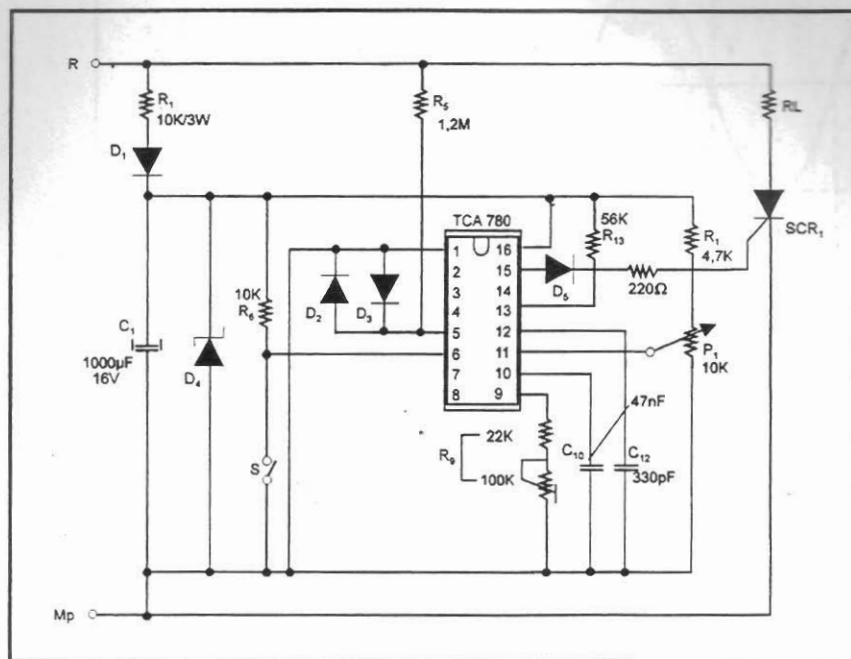 R
R₁
10K/3W
D₁
R₅
1,2M
RL
TCA 780
56K
R₁₃
R₁
4,7K
SCR₁
1
2
3
4
5
6
7
8
16
15
14
13
12
11
10
9
D₅
220Ω
10K
R₆
D₂
D₃
C₁
1000µF
16V
D₄
P₁
10K
47nF
22K
R₉
100K
C₁₀
C₁₂
330pF
S
Mp